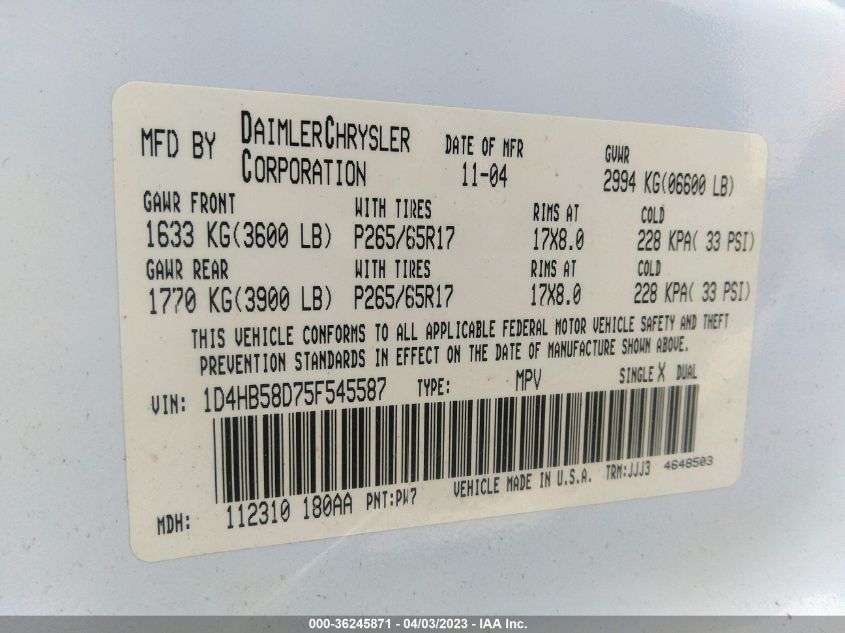 MFD BY DAIMLERCHRYSLER CORPORATION DATE OF MFR 11-04 GVWR 2994 KG(06600 LB)
GAWR FRONT WITH TIRES RIMS AT COLD
1633 KG(3600 LB) P265/65R17 17X8.0 228 KPA( 33 PSI)
GAWR REAR WITH TIRES RIMS AT COLD
1770 KG(3900 LB) P265/65R17 17X8.0 228 KPA( 33 PSI)
THIS VEHICLE CONFORMS TO ALL APPLICABLE FEDERAL MOTOR VEHICLE SAFETY AND THEFT
PREVENTION STANDARDS IN EFFECT ON THE DATE OF MANUFACTURE SHOWN ABOVE.
VIN: 1D4HB58D75F545587 TYPE: MPV SINGLE X DUAL
MDH: 112310 180AA PNT:PW7 VEHICLE MADE IN U.S.A. TRM:JJJ3 4648503
000-36245871 - 04/03/2023 - IAA Inc.